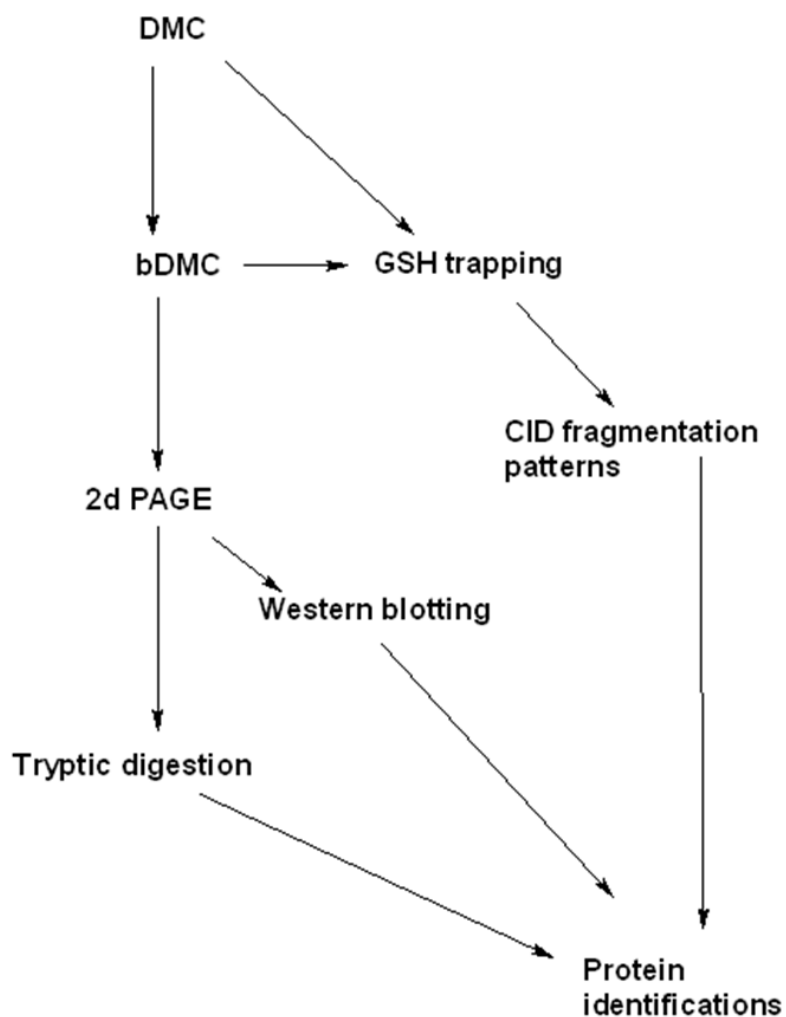 DMC
bDMC
GSH trapping
CID fragmentation
patterns
2d PAGE
Western blotting
Tryptic digestion
Protein
identifications